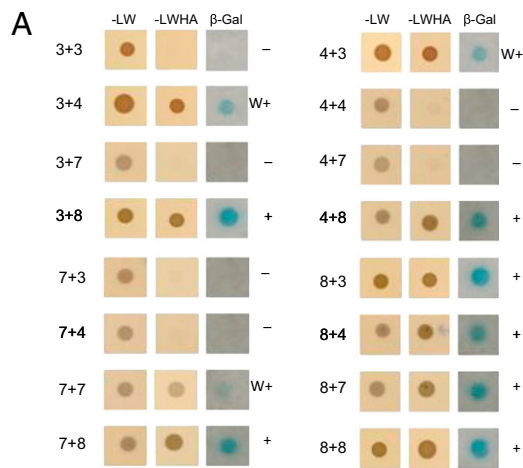 A
-LW -LWHA β-Gal
3+3 –
3+4 W+
3+7 –
3+8 +
7+3 –
7+4 –
7+7 W+
7+8 +
-LW -LWHA β-Gal
4+3 W+
4+4 –
4+7 –
4+8 +
8+3 +
8+4 +
8+7 +
8+8 +